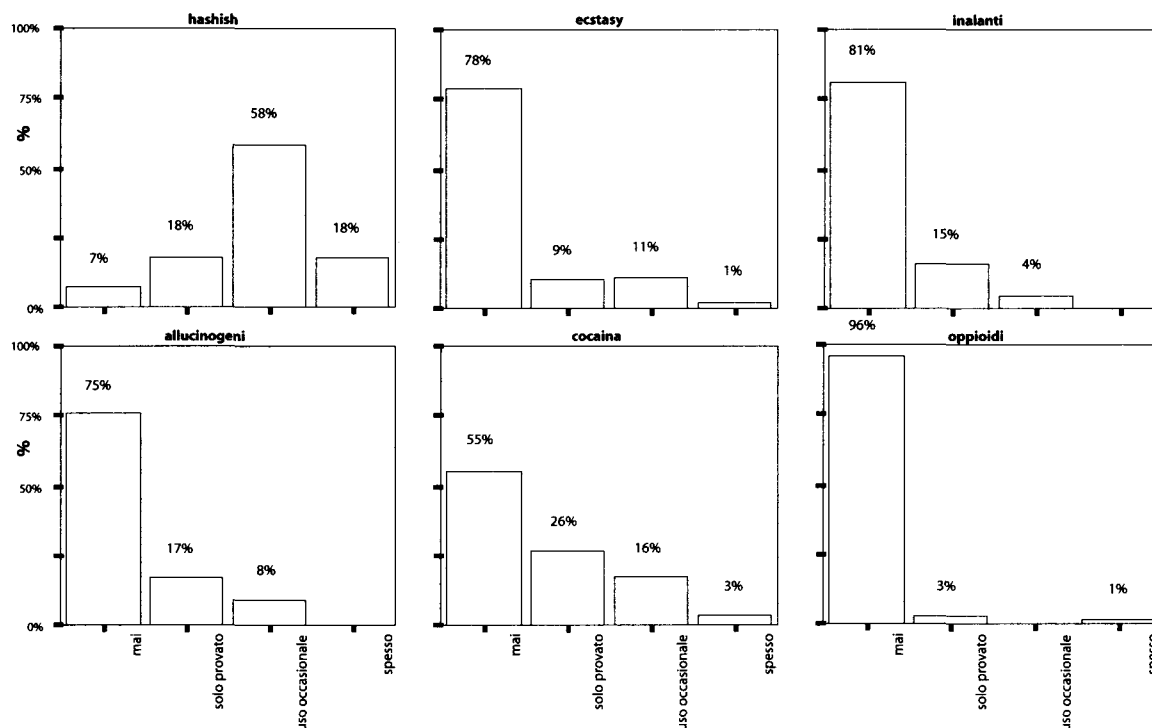 hashish
100%
75%
%
50%
0%
7%
18%
58%
18%
ecstasy
78%
9%
11%
1%
inalanti
81%
15%
4%
allucinogeni
100%
75%
%
50%
0%
75%
17%
8%
mai
solo provato
uso occasionale
spesso
cocaina
55%
26%
16%
3%
mai
solo provato
uso occasionale
spesso
oppioidi
96%
3%
1%
mai
solo provato
uso occasionale
spesso